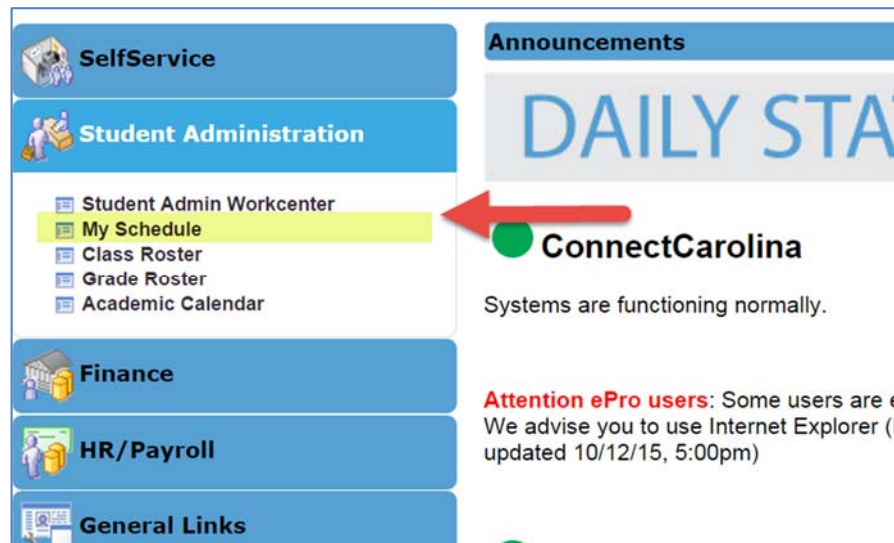 SelfService
Student Administration
Student Admin Workcenter
My Schedule
Class Roster
Grade Roster
Academic Calendar
Finance
HR/Payroll
General Links
Announcements
DAILY STA
ConnectCarolina
Systems are functioning normally.
Attention ePro users: Some users are e
We advise you to use Internet Explorer (
updated 10/12/15, 5:00pm)